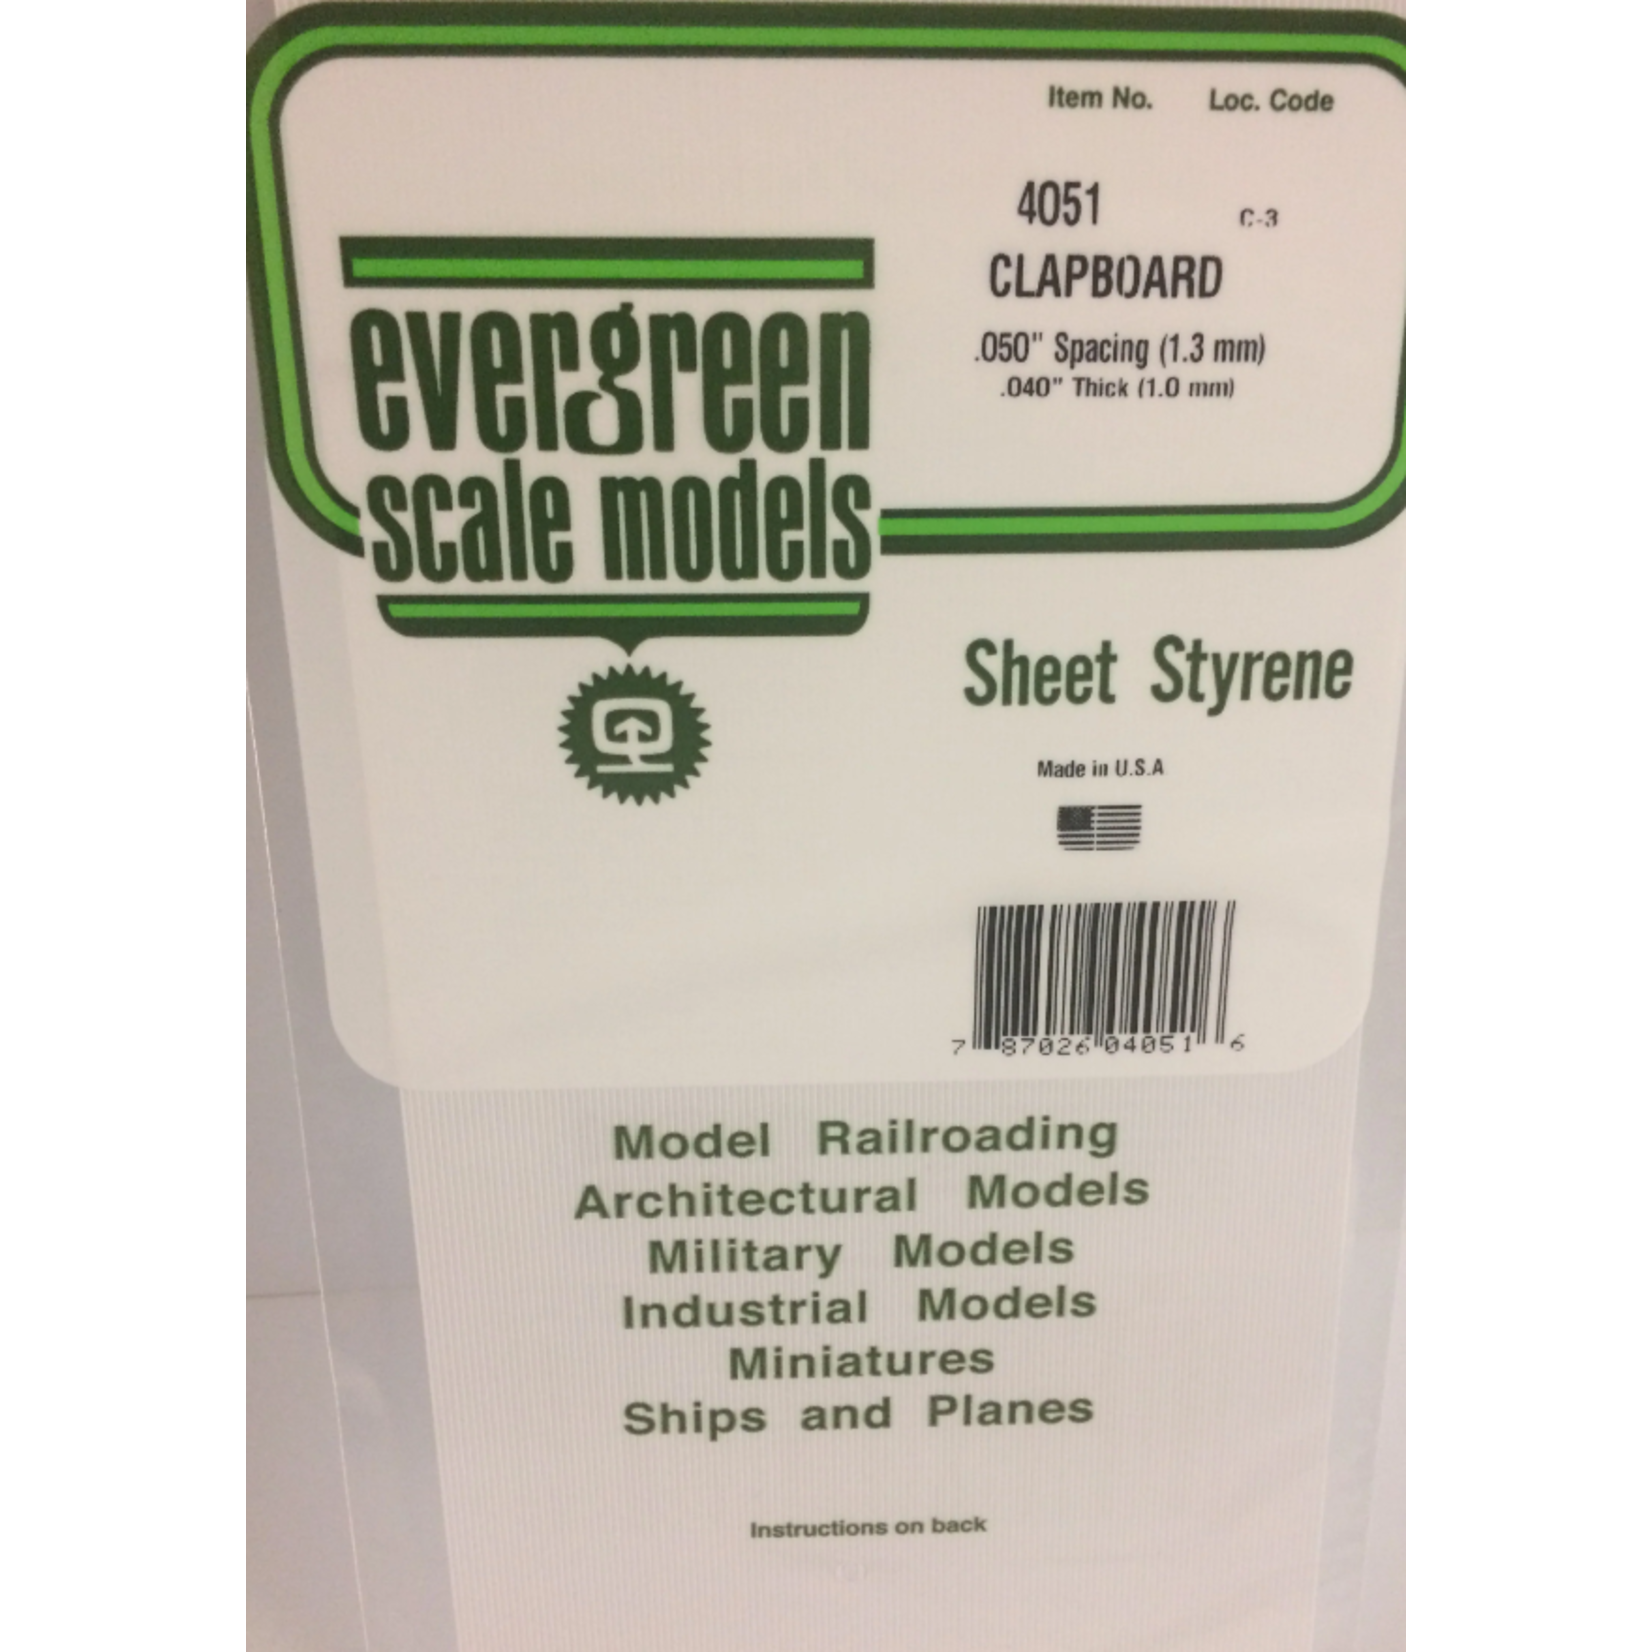 Item No. Loc. Code
4051 C-3
CLAPBOARD
.050" Spacing (1.3 mm)
.040" Thick (1.0 mm)
evergreen
scale models
Sheet Styrene
Made in U.S.A
7 87026 04051 6
Model Railroading
Architectural Models
Military Models
Industrial Models
Miniatures
Ships and Planes
Instructions on back